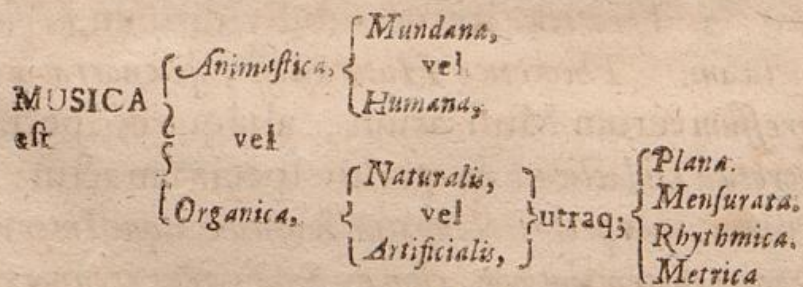 Mundana,
Animaſtica, vel
MUSICA Humana,
eſt vel
Naturalis, Plana.
Organica, vel utraq; Menſurata.
Artificialis, Rhythmica.
Metrica